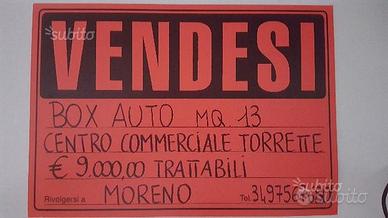 subito
VENDESI
BOX AUTO MQ. 13
CENTRO COMMERCIALE TORRETTE
€ 9.000,00 TRATTABILI
Rivolgersi a MORENO Tel.
subito